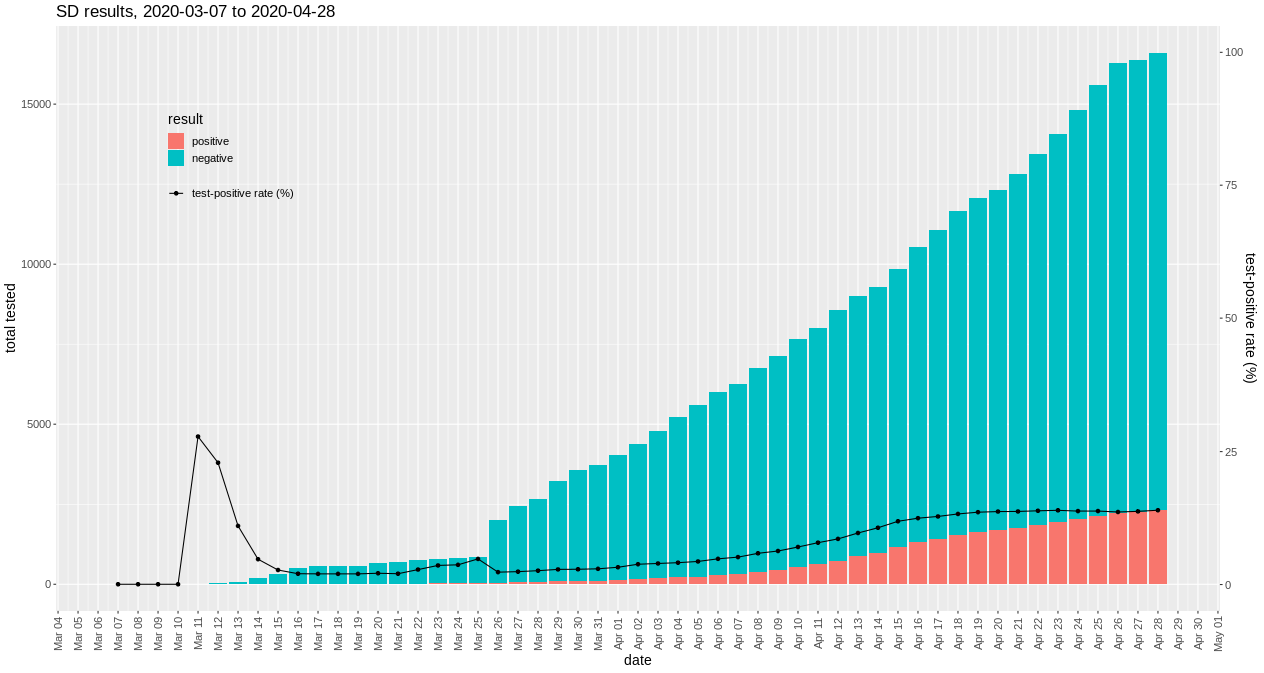 SD results, 2020-03-07 to 2020-04-28
total tested
15000
10000
5000
0
result
positive
negative
test-positive rate (%)
100
75
50
25
0
test-positive rate (%)
Mar 04
Mar 05
Mar 06
Mar 07
Mar 08
Mar 09
Mar 10
Mar 11
Mar 12
Mar 13
Mar 14
Mar 15
Mar 16
Mar 17
Mar 18
Mar 19
Mar 20
Mar 21
Mar 22
Mar 23
Mar 24
Mar 25
Mar 26
Mar 27
Mar 28
Mar 29
Mar 30
Mar 31
Apr 01
Apr 02
Apr 03
Apr 04
Apr 05
Apr 06
Apr 07
Apr 08
Apr 09
Apr 10
Apr 11
Apr 12
Apr 13
Apr 14
Apr 15
Apr 16
Apr 17
Apr 18
Apr 19
Apr 20
Apr 21
Apr 22
Apr 23
Apr 24
Apr 25
Apr 26
Apr 27
Apr 28
Apr 29
Apr 30
May 01
date